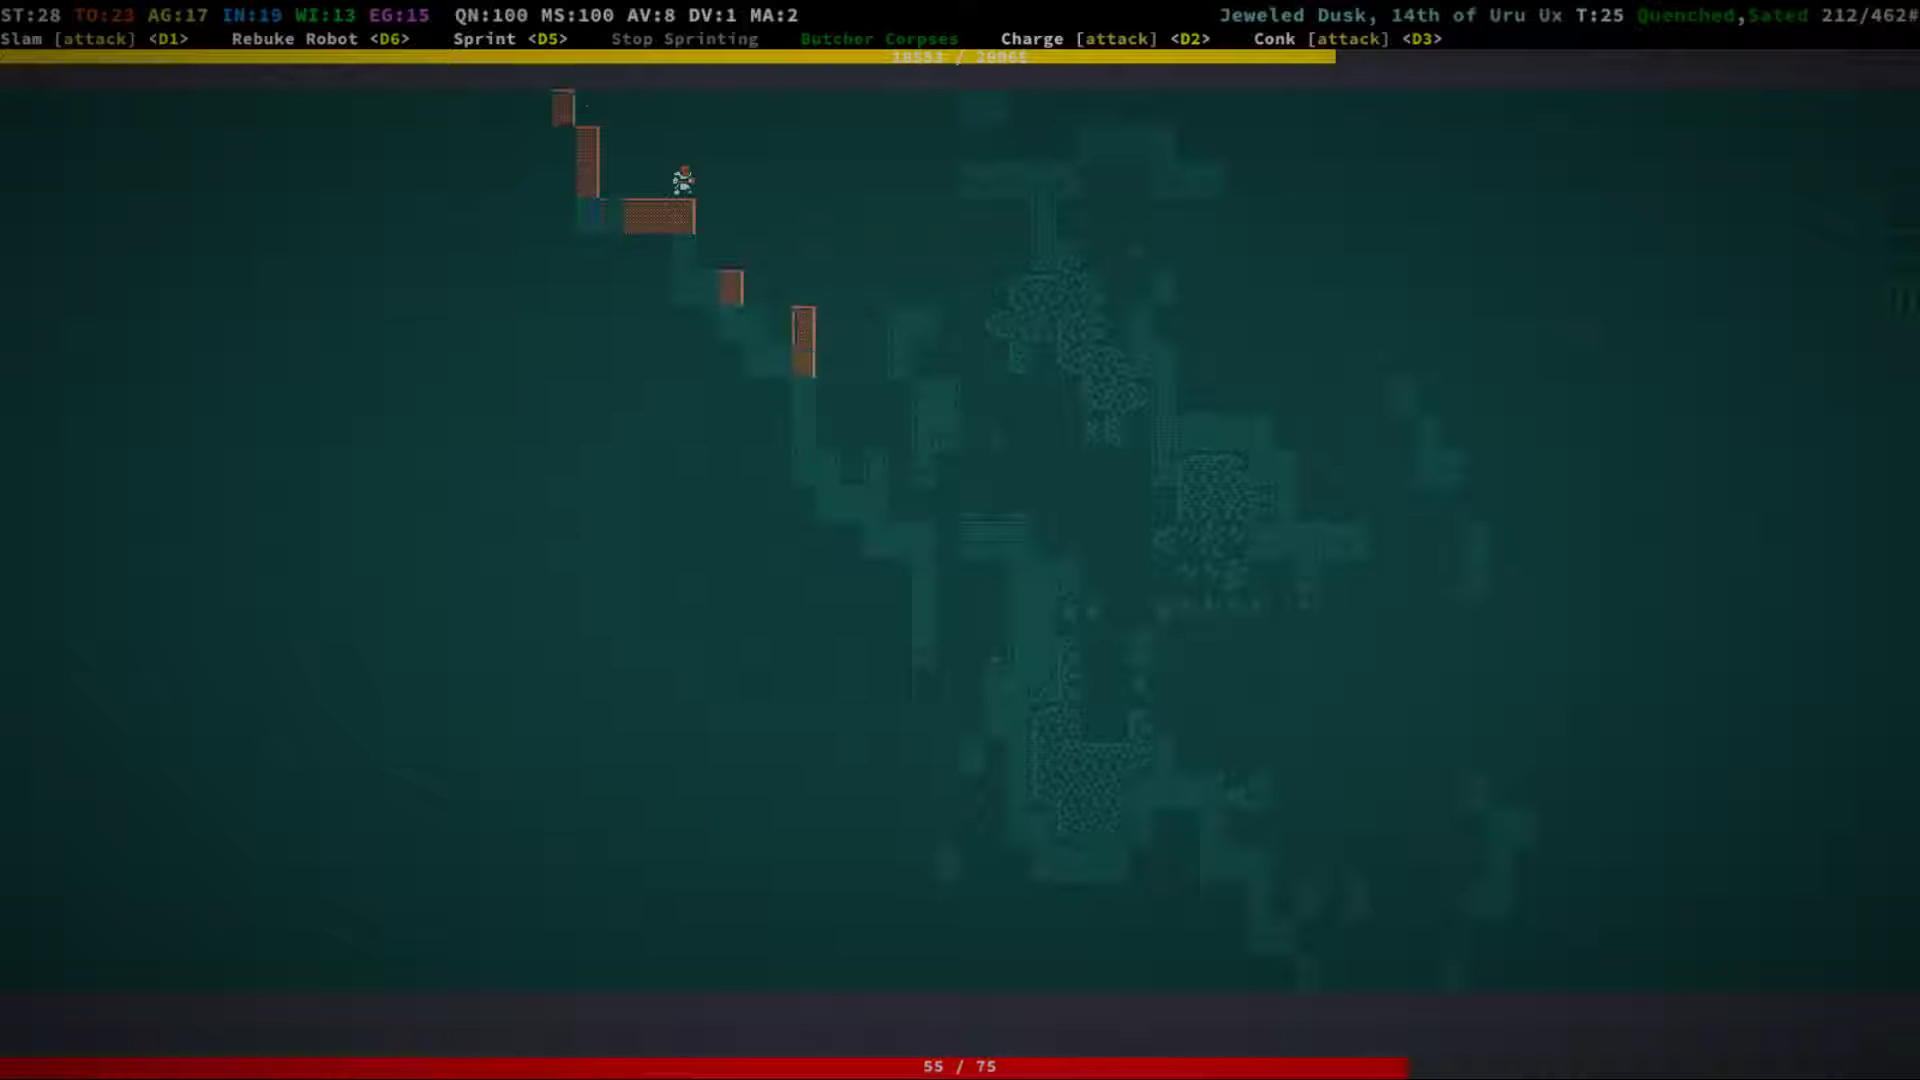 ST:28 TO:23 AG:17 IN:19 WI:13 EG:15 QN:100 MS:100 AV:8 DV:1 MA:2 Jeweled Dusk, 14th of Uru Ux T:25 Quenched,Sated 212/462#
Slam [attack] <D1> Rebuke Robot <D6> Sprint <D5> Stop Sprinting Butcher Corpses Charge [attack] <D2> Conk [attack] <D3>
55 / 75